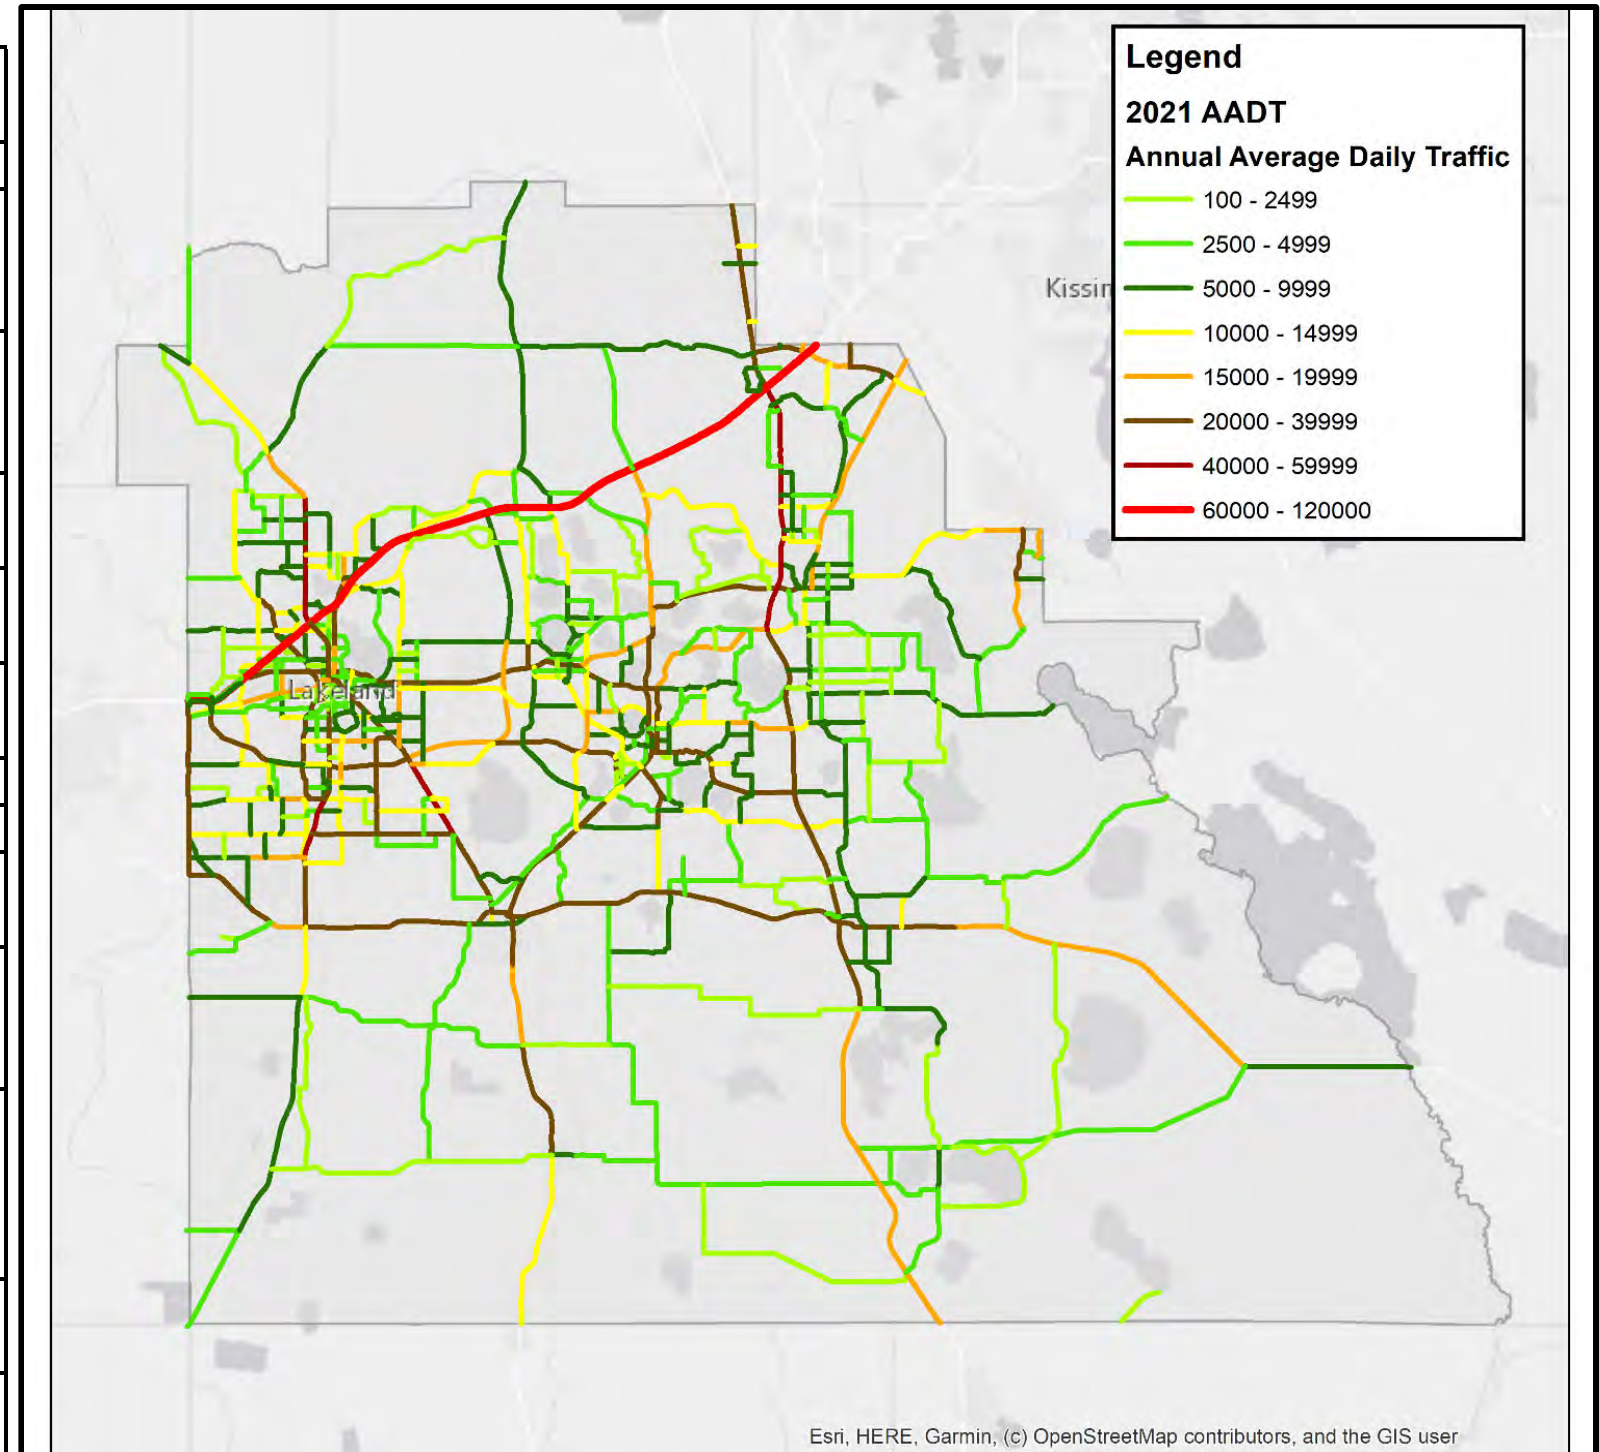 Legend
2021 AADT
Annual Average Daily Traffic
100 - 2499
2500 - 4999
5000 - 9999
10000 - 14999
15000 - 19999
20000 - 39999
40000 - 59999
60000 - 120000
Kissin
Lakeland
Esri, HERE, Garmin, (c) OpenStreetMap contributors, and the GIS user